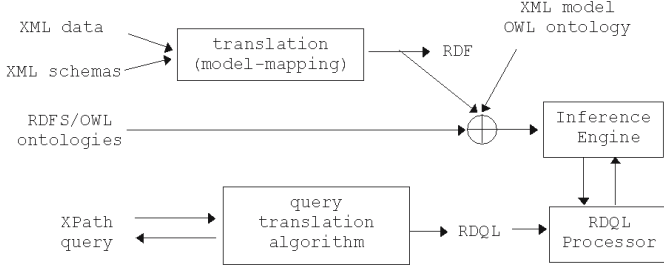 XML data
XML schemas
translation
(model-mapping)
RDF
XML model
OWL ontology
RDFS/OWL
ontologies
Inference
Engine
XPath
query
query
translation
algorithm
RDQL
RDQL
Processor